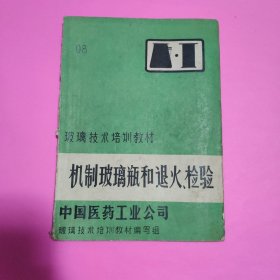 98
玻璃技术培训教材
机制玻璃瓶和退火、检验
中国医药工业公司
玻璃技术培训教材编写组